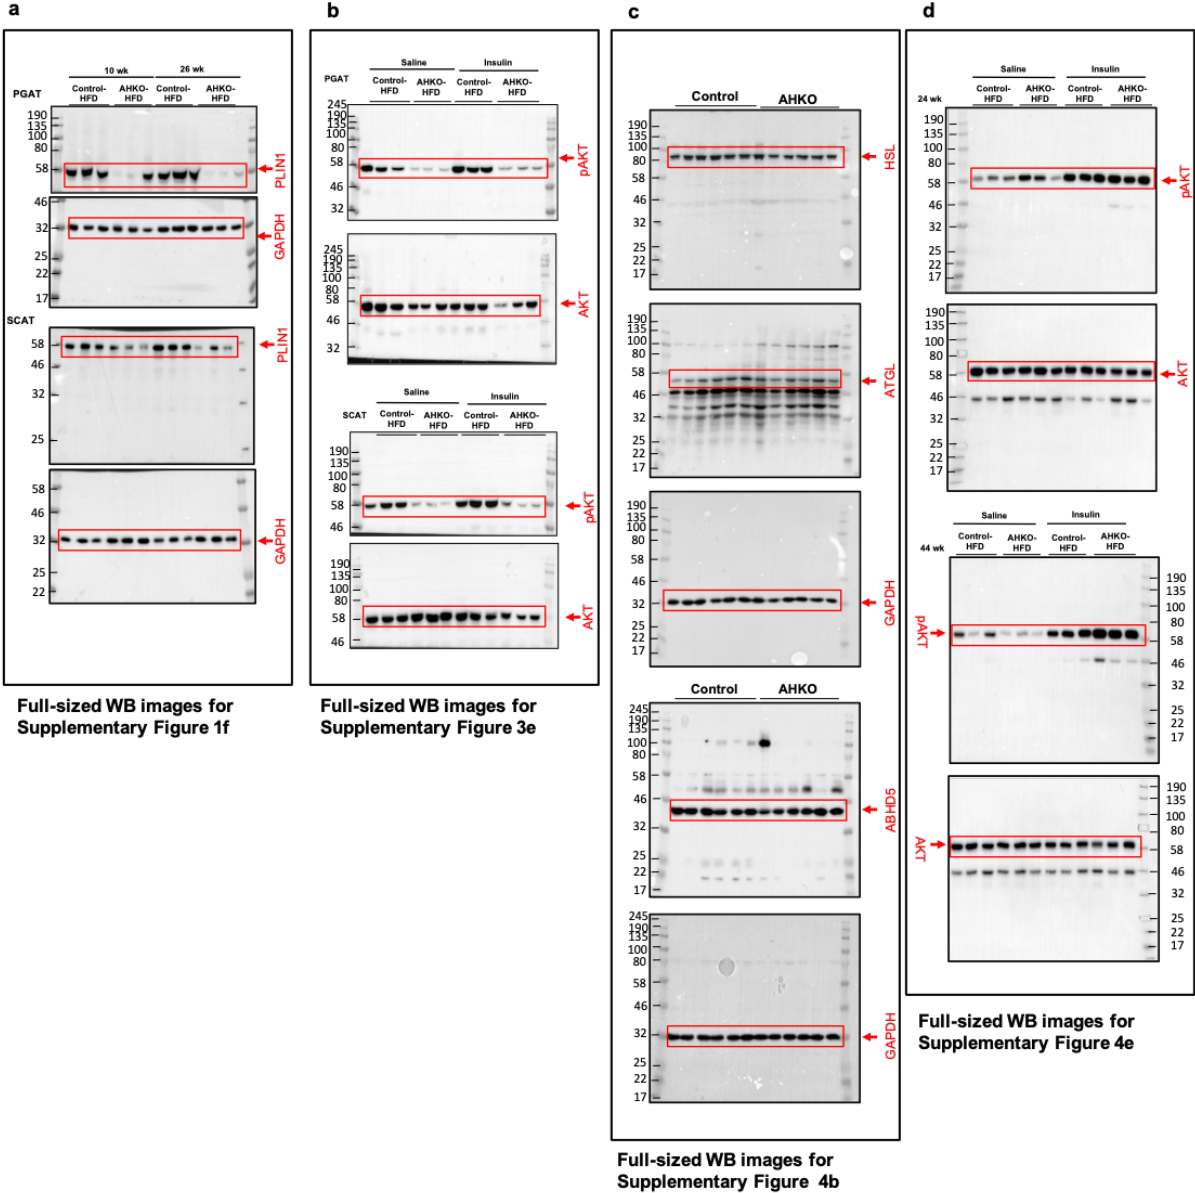 a
10 wk 26 wk
Control- AHKO- Control- AHKO-
HFD HFD HFD HFD
PGAT
190
135
100
80
58
PLIN1
46
32
25
22
17
GAPDH
SCAT
58
46
32
25
PLIN1
58
46
32
25
22
GAPDH
Full-sized WB images for
Supplementary Figure 1f
b
Saline Insulin
PGAT
Control- AHKO- Control- AHKO-
HFD HFD HFD HFD
245
190
135
100
80
58
46
32
pAKT
245
190
135
100
80
58
46
32
AKT
Saline Insulin
SCAT
Control- AHKO- Control- AHKO-
HFD HFD HFD HFD
190
135
100
80
58
46
pAKT
190
135
100
80
58
46
AKT
Full-sized WB images for
Supplementary Figure 3e
c
Control AHKO
190
135
100
80
58
46
32
25
22
17
HSL
190
135
100
80
58
46
32
25
22
17
ATGL
190
135
100
80
58
46
32
25
22
17
GAPDH
Control AHKO
245
190
135
100
80
58
46
32
25
22
17
ABHD5
245
190
135
100
80
58
46
32
25
22
17
GAPDH
Full-sized WB images for
Supplementary Figure 4b
d
Saline Insulin
Control- AHKO- Control- AHKO-
HFD HFD HFD HFD
24 wk
190
135
100
80
58
46
32
25
22
17
pAKT
190
135
100
80
58
46
32
25
22
17
AKT
Saline Insulin
Control- AHKO- Control- AHKO-
HFD HFD HFD HFD
44 wk
pAKT
190
135
100
80
58
46
32
25
22
17
AKT
190
135
100
80
58
46
32
25
22
17
Full-sized WB images for
Supplementary Figure 4e